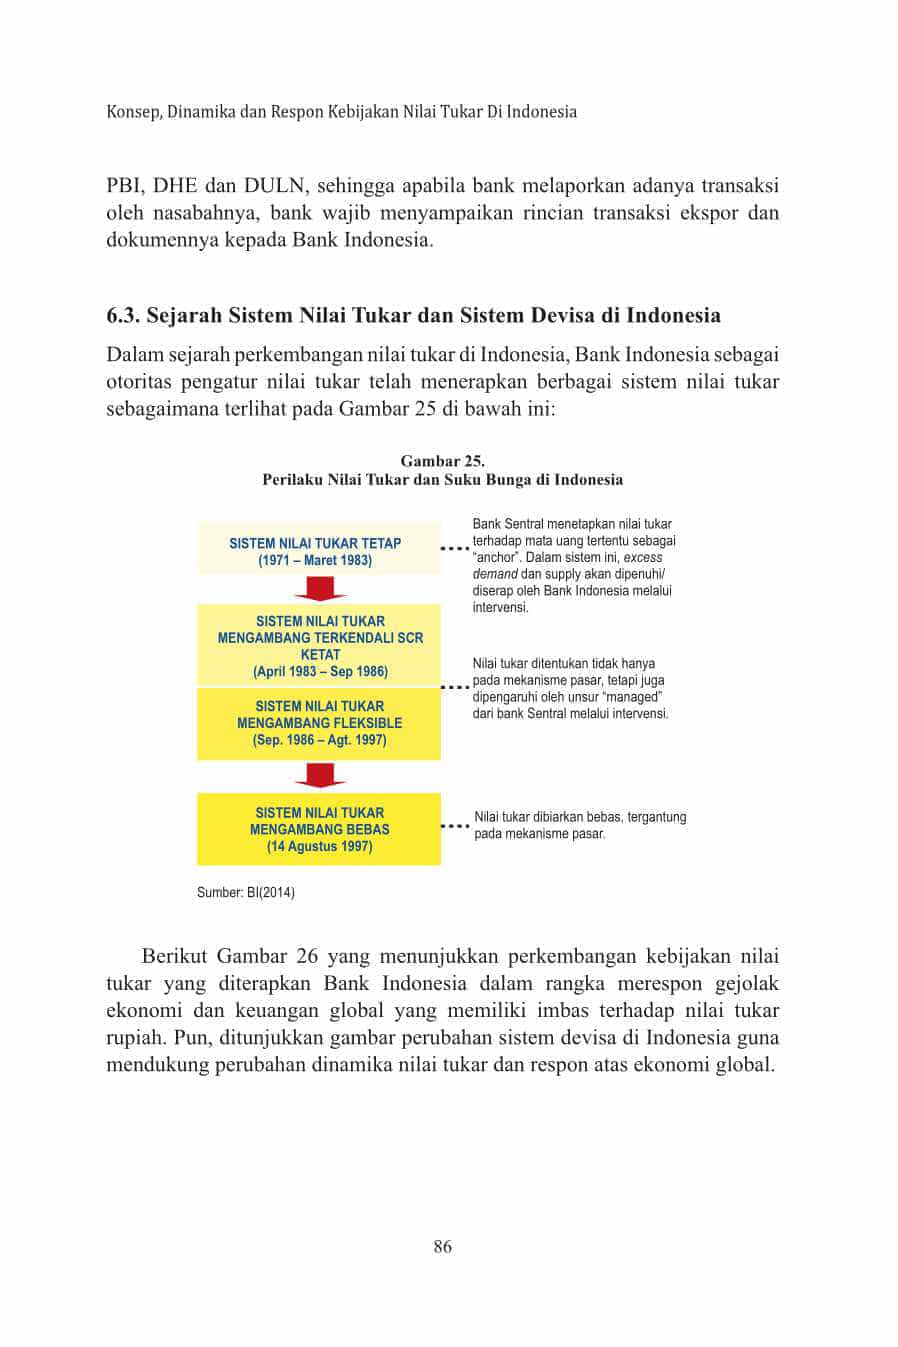 Konsep, Dinamika dan Respon Kebijakan Nilai Tukar Di Indonesia
PBI, DHE dan DULN, sehingga apabila bank melaporkan adanya transaksi
oleh nasabahnya, bank wajib menyampaikan rincian transaksi ekspor dan
dokumennya kepada Bank Indonesia.
6.3. Sejarah Sistem Nilai Tukar dan Sistem Devisa di Indonesia
Dalam sejarah perkembangan nilai tukar di Indonesia, Bank Indonesia sebagai
otoritas pengatur nilai tukar telah menerapkan berbagai sistem nilai tukar
sebagaimana terlihat pada Gambar 25 di bawah ini:
Gambar 25.
Perilaku Nilai Tukar dan Suku Bunga di Indonesia
SISTEM NILAI TUKAR TETAP
(1971 – Maret 1983)
Bank Sentral menetapkan nilai tukar
terhadap mata uang tertentu sebagai
“anchor”. Dalam sistem ini, excess
demand dan supply akan dipenuhi/
diserap oleh Bank Indonesia melalui
intervensi.
SISTEM NILAI TUKAR
MENGAMBANG TERKENDALI SCR
KETAT
(April 1983 – Sep 1986)
SISTEM NILAI TUKAR
MENGAMBANG FLEKSIBLE
(Sep. 1986 – Agt. 1997)
Nilai tukar ditentukan tidak hanya
pada mekanisme pasar, tetapi juga
dipengaruhi oleh unsur “managed”
dari bank Sentral melalui intervensi.
SISTEM NILAI TUKAR
MENGAMBANG BEBAS
(14 Agustus 1997)
Nilai tukar dibiarkan bebas, tergantung
pada mekanisme pasar.
Sumber: BI(2014)
Berikut Gambar 26 yang menunjukkan perkembangan kebijakan nilai
tukar yang diterapkan Bank Indonesia dalam rangka merespon gejolak
ekonomi dan keuangan global yang memiliki imbas terhadap nilai tukar
rupiah. Pun, ditunjukkan gambar perubahan sistem devisa di Indonesia guna
mendukung perubahan dinamika nilai tukar dan respon atas ekonomi global.
86